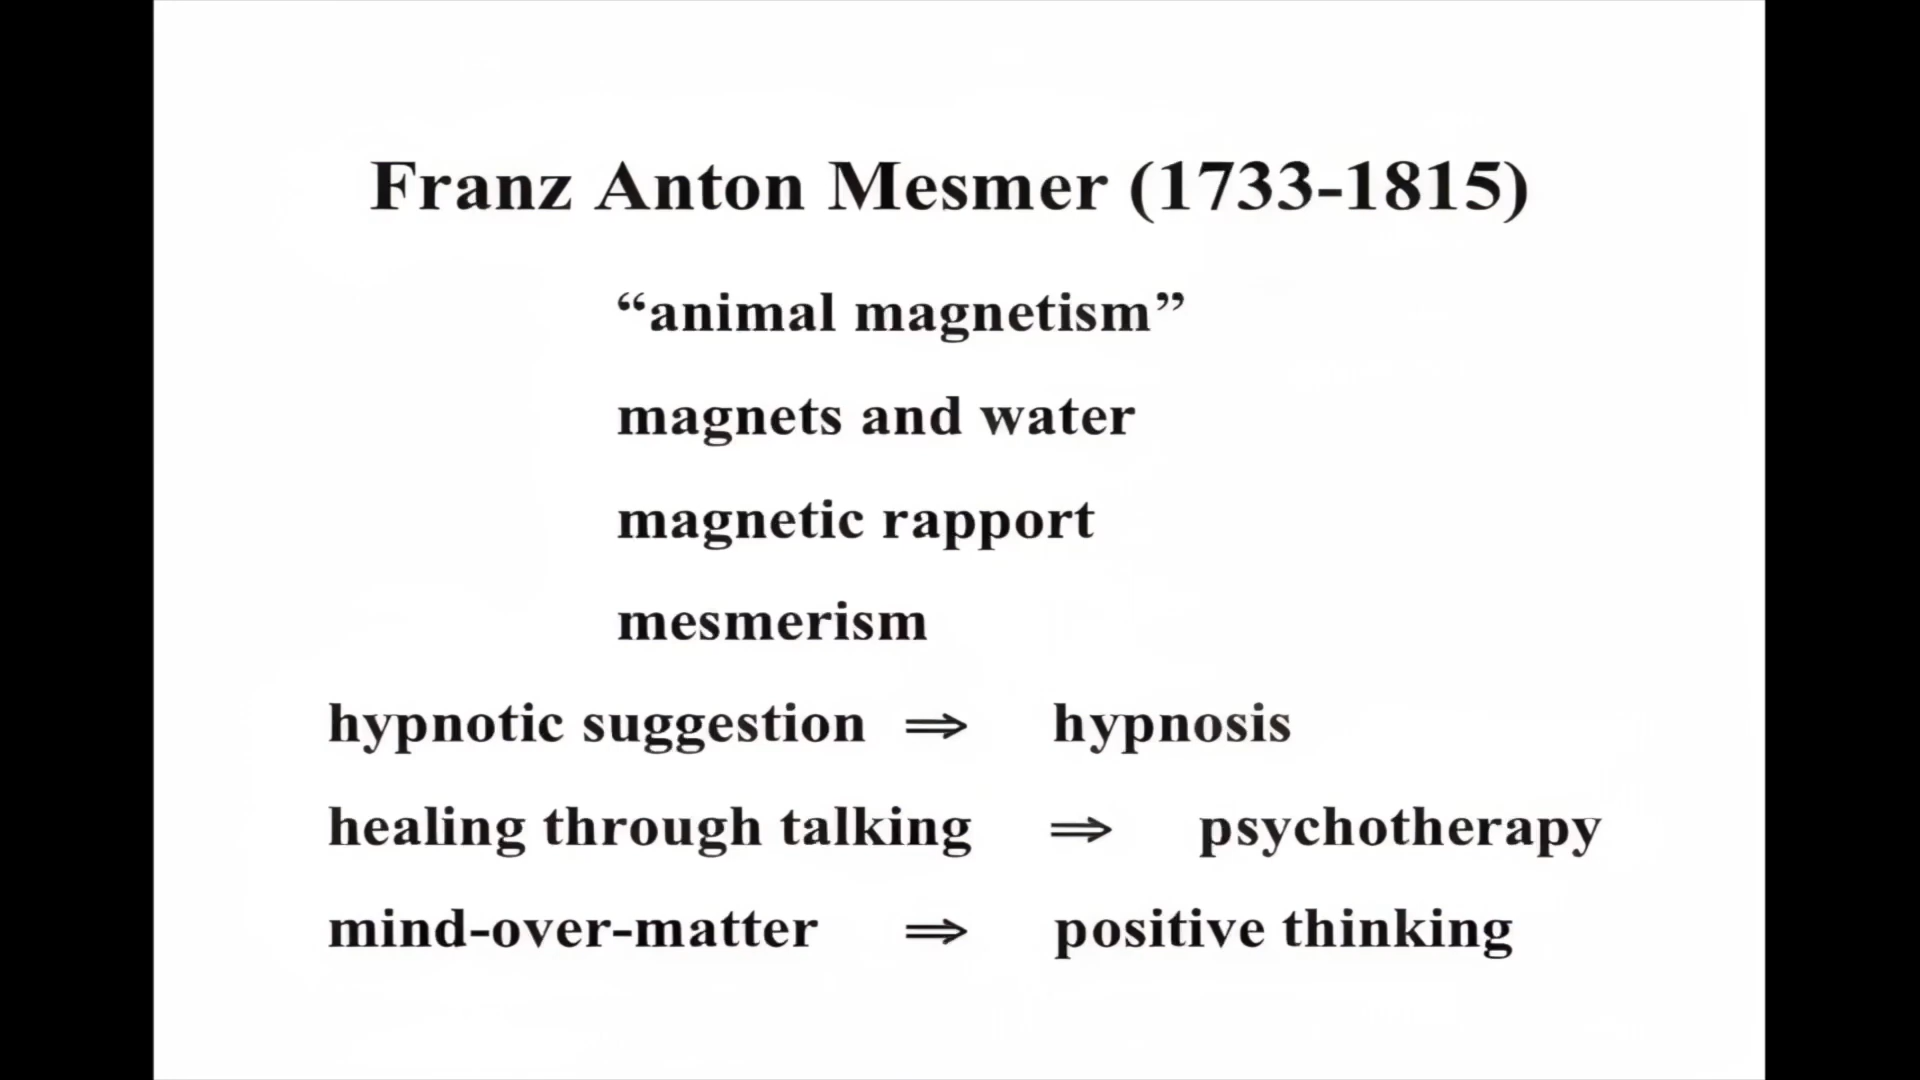 Franz Anton Mesmer (1733-1815)
“animal magnetism”
magnets and water
magnetic rapport
mesmerism
hypnotic suggestion ⇒ hypnosis
healing through talking ⇒ psychotherapy
mind-over-matter ⇒ positive thinking